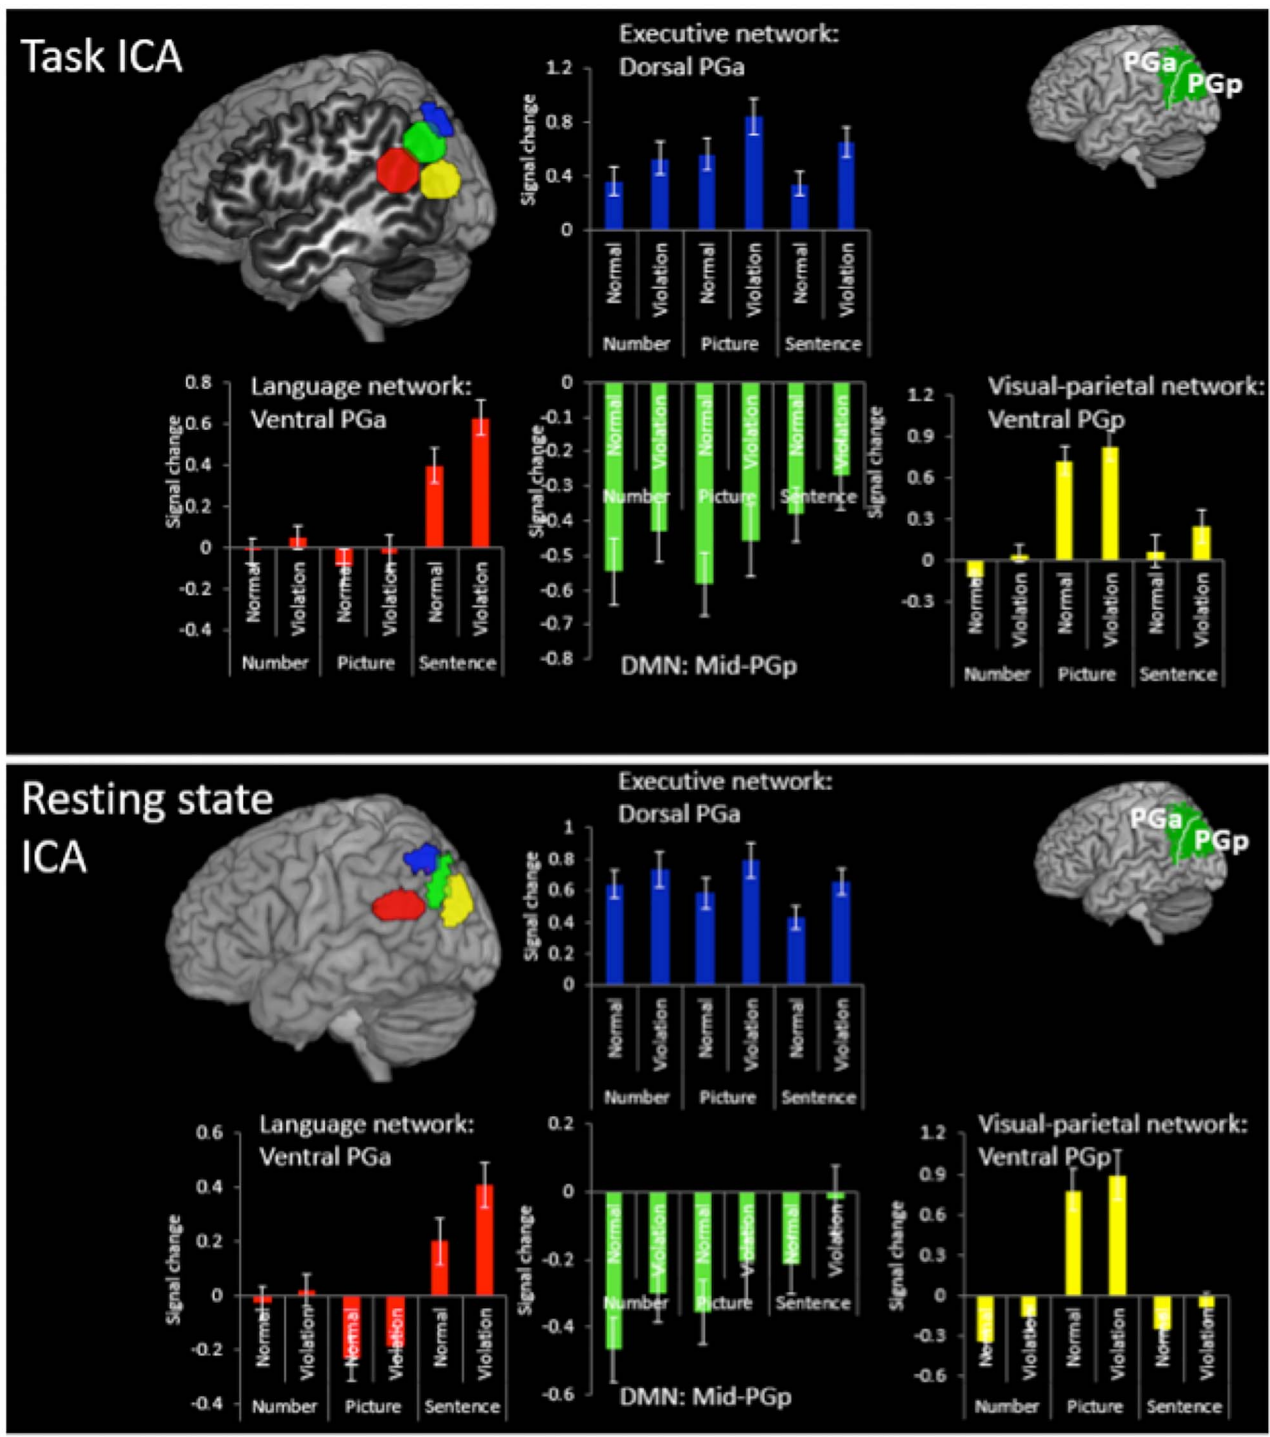 Task ICA
Executive network:
Dorsal PGa
PGa
PGp
Signal change
1.2
0.8
0.4
0
Normal
Violation
Normal
Violation
Normal
Violation
Number
Picture
Sentence
Language network:
Ventral PGa
Signal change
0.8
0.6
0.4
0.2
0
-0.2
-0.4
Normal
Violation
Normal
Violation
Normal
Violation
Number
Picture
Sentence
Signal change
0
-0.1
-0.2
-0.3
-0.4
-0.5
-0.6
-0.7
-0.8
Normal
Violation
Normal
Violation
Normal
Violation
Number
Picture
Sentence
DMN: Mid-PGp
Visual-parietal network:
Ventral PGp
Signal change
1.2
0.9
0.6
0.3
0
-0.3
Normal
Violation
Normal
Violation
Normal
Violation
Number
Picture
Sentence
Resting state
ICA
Executive network:
Dorsal PGa
PGa
PGp
Signal change
1
0.8
0.6
0.4
0.2
0
Normal
Violation
Normal
Violation
Normal
Violation
Number
Picture
Sentence
Language network:
Ventral PGa
Signal change
0.6
0.4
0.2
0
-0.2
-0.4
Normal
Violation
Normal
Violation
Normal
Violation
Number
Picture
Sentence
Signal change
0.2
0
-0.2
-0.4
-0.6
Normal
Violation
Normal
Violation
Normal
Violation
Number
Picture
Sentence
DMN: Mid-PGp
Visual-parietal network:
Ventral PGp
Signal change
1.2
0.9
0.6
0.3
0
-0.3
-0.6
Normal
Violation
Normal
Violation
Normal
Violation
Number
Picture
Sentence